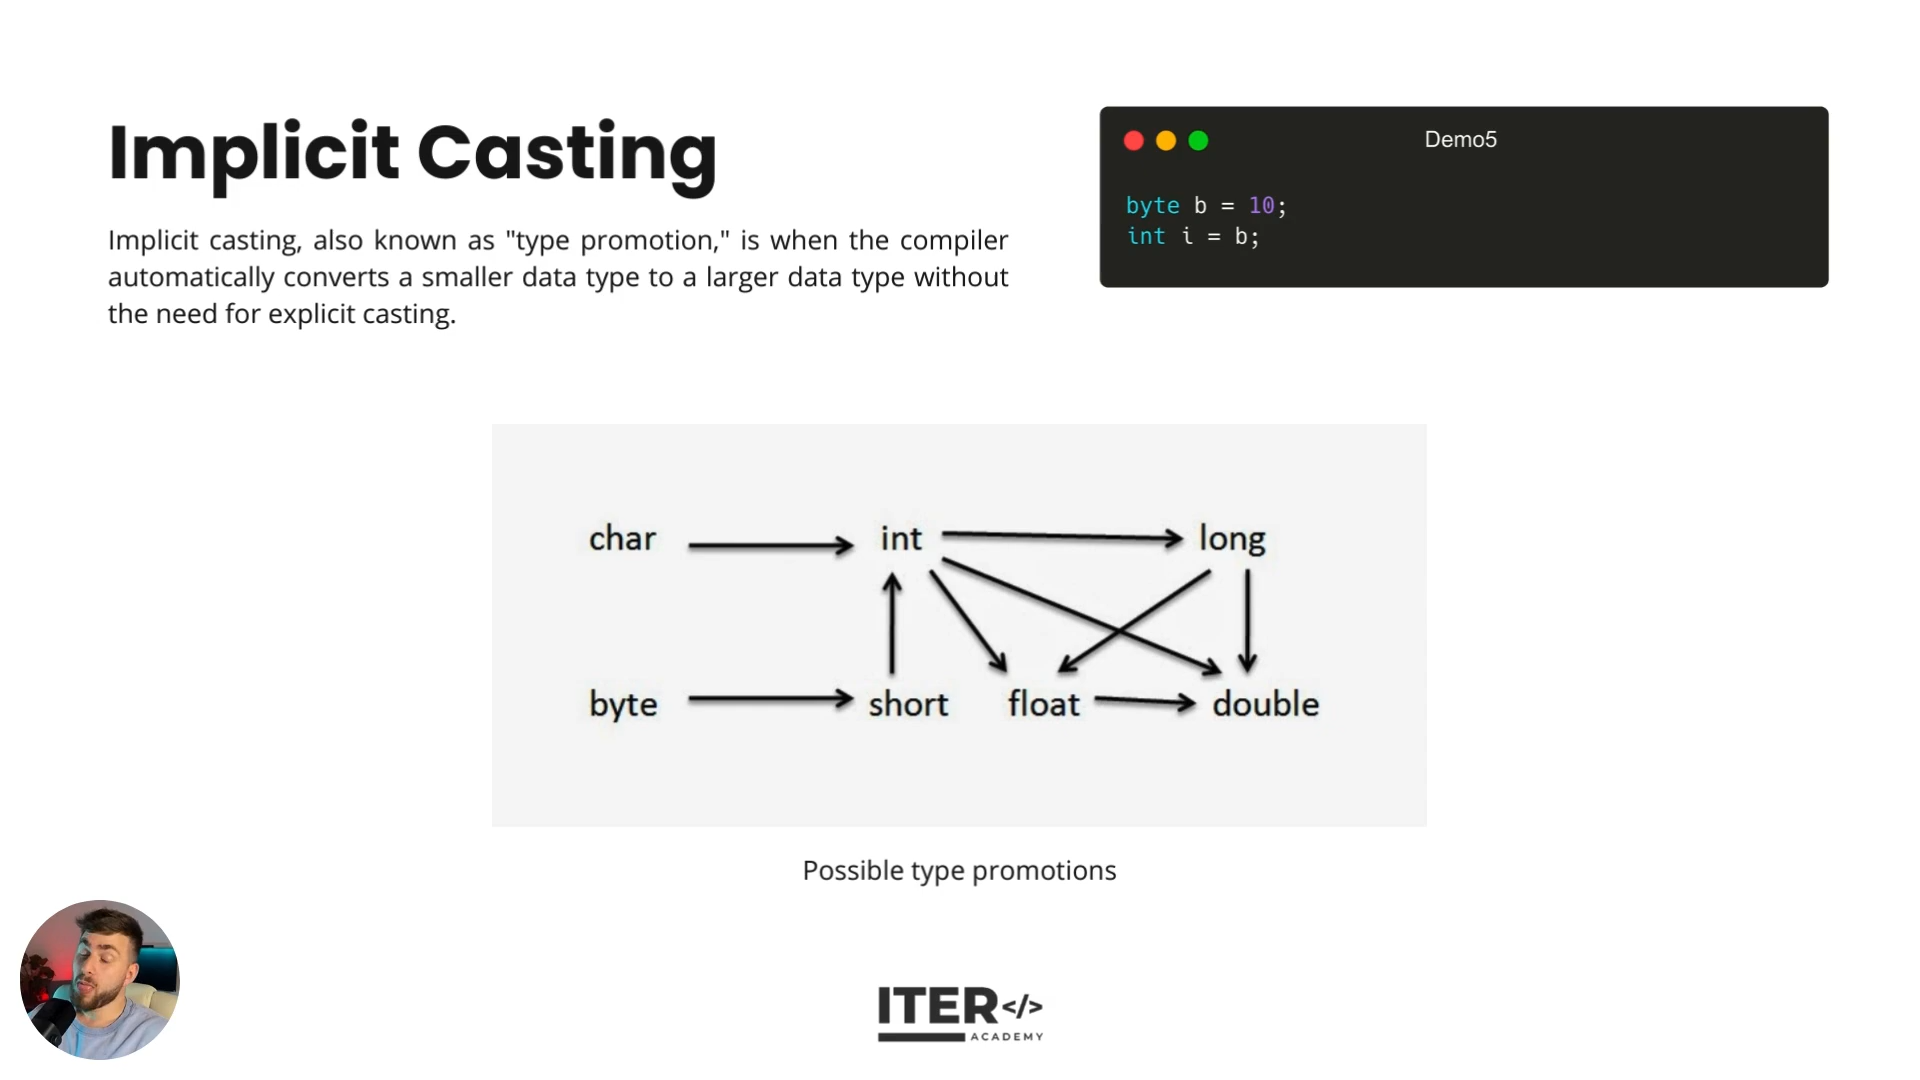 Implicit Casting
Implicit casting, also known as "type promotion," is when the compiler
automatically converts a smaller data type to a larger data type without
the need for explicit casting.
Demo5
byte b = 10;
int i = b;
char int long
byte short float double
Possible type promotions
ITER</>
ACADEMY